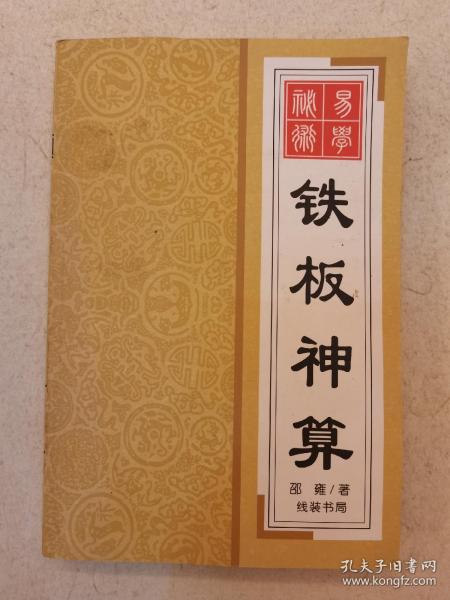 易學
祕術
铁板神算
邵雍/著
线装书局
孔夫子旧书网
www.kongfz.com